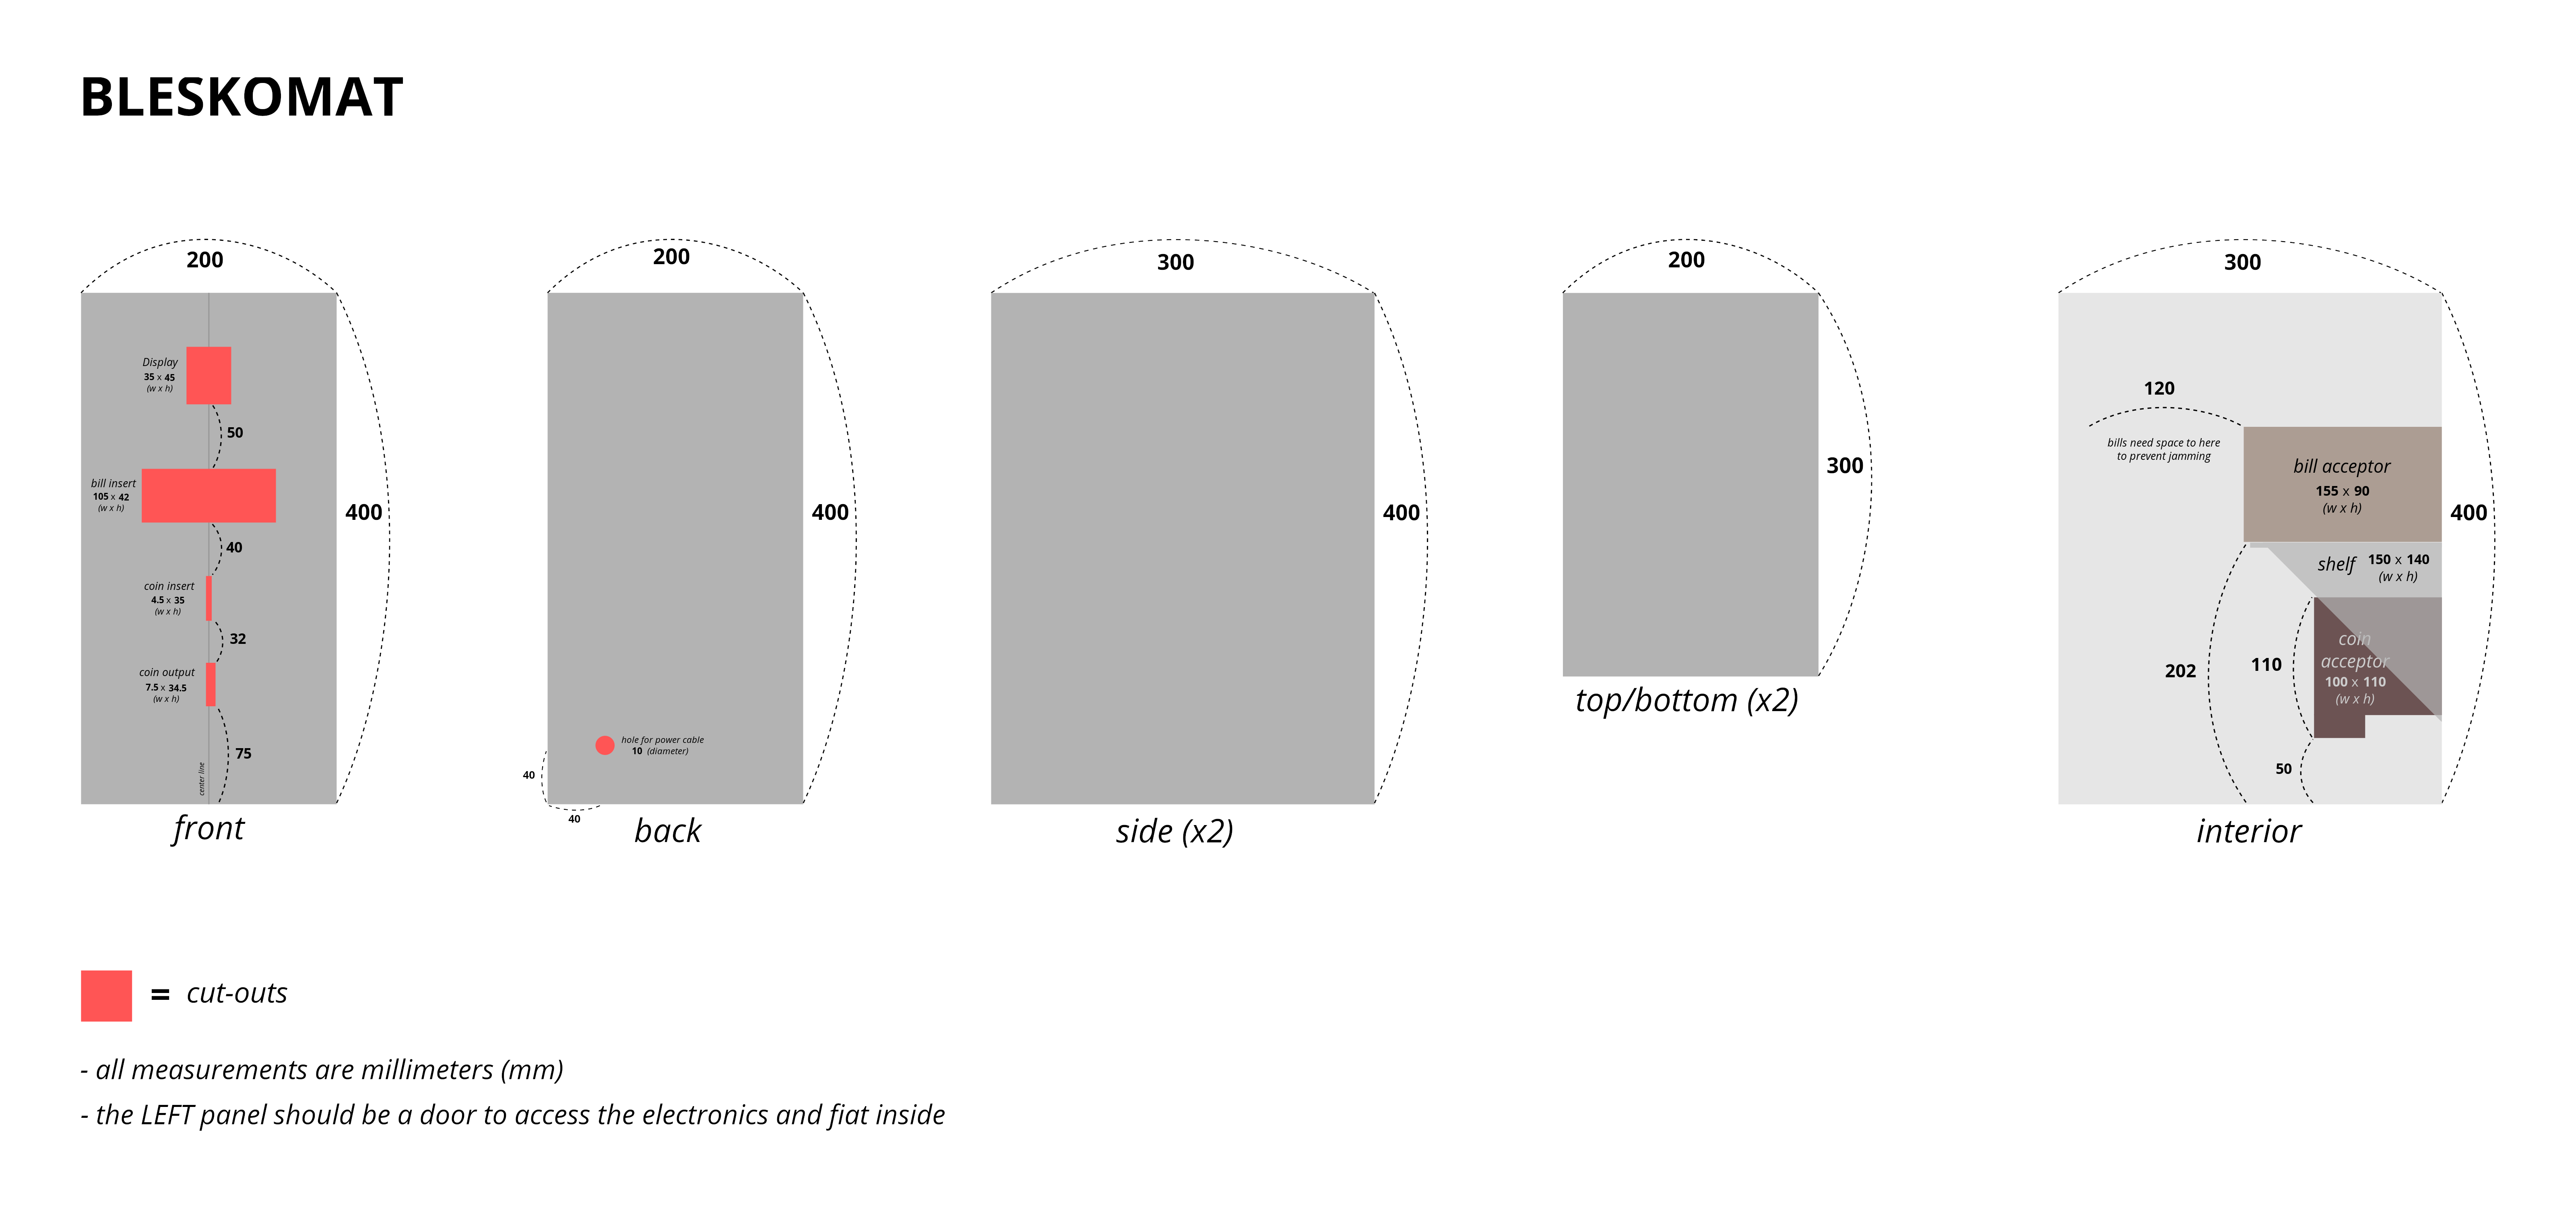 BLESKOMAT
200
Display
35 x 45
(w x h)
50
bill insert
105 x 42
(w x h)
40
coin insert
4.5 x 35
(w x h)
32
coin output
7.5 x 34.5
(w x h)
75
center line
400
front
200
400
hole for power cable
10 (diameter)
40
40
back
300
400
side (x2)
200
300
top/bottom (x2)
300
120
bills need space to here
to prevent jamming
bill acceptor
155 x 90
(w x h)
400
shelf 150 x 140
(w x h)
coin
acceptor
100 x 110
(w x h)
202
110
50
interior
= cut-outs
- all measurements are millimeters (mm)
- the LEFT panel should be a door to access the electronics and fiat inside